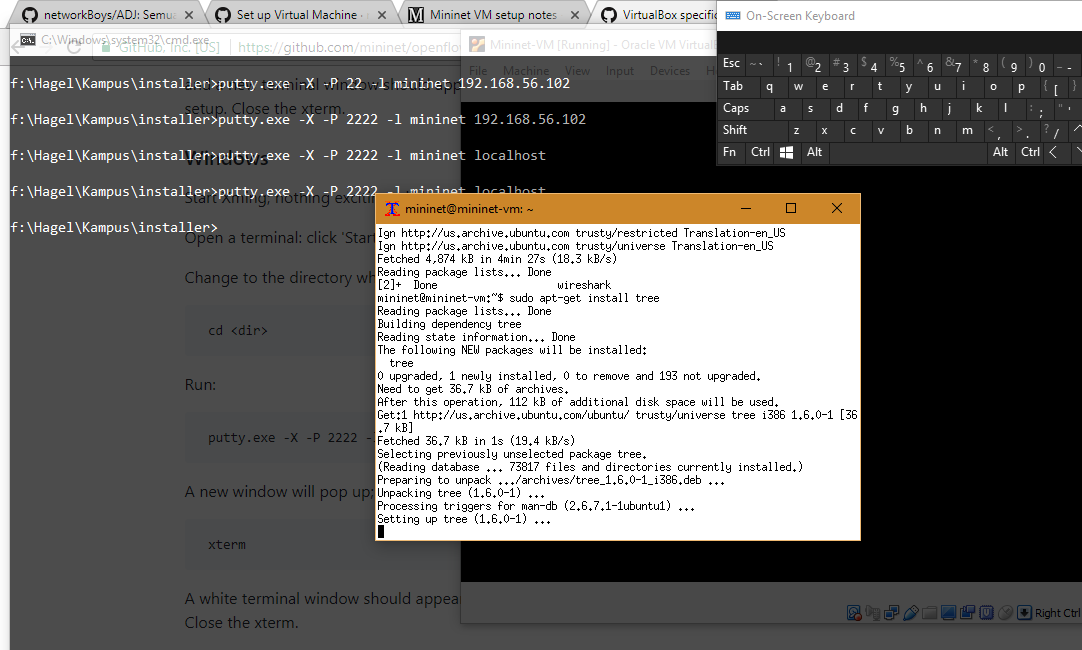 networkBoys/ADJ: Semua
Set up Virtual Machine
Mininet VM setup notes
VirtualBox specifi
On-Screen Keyboard
C:\Windows\system32\cmd.exe
GitHub, Inc. [US]
https://github.com/mininet/openflo
Mininet-VM [Running] - Oracle VM VirtualB
File Machine View Input Devices H
Esc ~ ` ! 1 @ 2 # 3 $ 4 % 5 ^ 6 & 7 * 8 ( 9 ) 0 _ -
Tab q w e r t y u i o p { [ }
Caps a s d f g h j k l : ; " '
Shift z x c v b n m < , > . ? /
Fn Ctrl Alt Alt Ctrl
f:\Hagel\Kampus\installer>putty.exe -X -P 22 -l mininet 192.168.56.102
setup. Close the xterm.
f:\Hagel\Kampus\installer>putty.exe -X -P 2222 -l mininet 192.168.56.102
f:\Hagel\Kampus\installer>putty.exe -X -P 2222 -l mininet localhost
Windows
f:\Hagel\Kampus\installer>putty.exe -X -P 2222 -l mininet localhost
Start Xming; nothing exciti
f:\Hagel\Kampus\installer>
Open a terminal: click 'Start
Change to the directory wh
cd <dir>
Run:
putty.exe -X -P 2222 -
A new window will pop up;
xterm
A white terminal window should appear
Close the xterm.
mininet@mininet-vm: ~
Ign http://us.archive.ubuntu.com trusty/restricted Translation-en_US
Ign http://us.archive.ubuntu.com trusty/universe Translation-en_US
Fetched 4,874 kB in 4min 27s (18.3 kB/s)
Reading package lists... Done
[2]+ Done wireshark
mininet@mininet-vm:~$ sudo apt-get install tree
Reading package lists... Done
Building dependency tree
Reading state information... Done
The following NEW packages will be installed:
tree
0 upgraded, 1 newly installed, 0 to remove and 193 not upgraded.
Need to get 36.7 kB of archives.
After this operation, 112 kB of additional disk space will be used.
Get:1 http://us.archive.ubuntu.com/ubuntu/ trusty/universe tree i386 1.6.0-1 [36
.7 kB]
Fetched 36.7 kB in 1s (19.4 kB/s)
Selecting previously unselected package tree.
(Reading database ... 73817 files and directories currently installed.)
Preparing to unpack .../archives/tree_1.6.0-1_i386.deb ...
Unpacking tree (1.6.0-1) ...
Processing triggers for man-db (2.6.7.1-1ubuntu1) ...
Setting up tree (1.6.0-1) ...
Right Ctrl